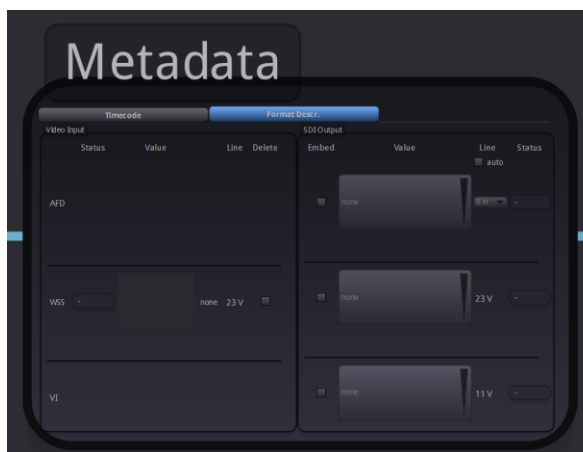 Metadata
Timecode Format Descr.
Video Input SDI Output
Status Value Line Delete Embed Value Line Status
auto
AFD none 8 H -
WSS - none 23 V none 23 V -
VI none 11 V -